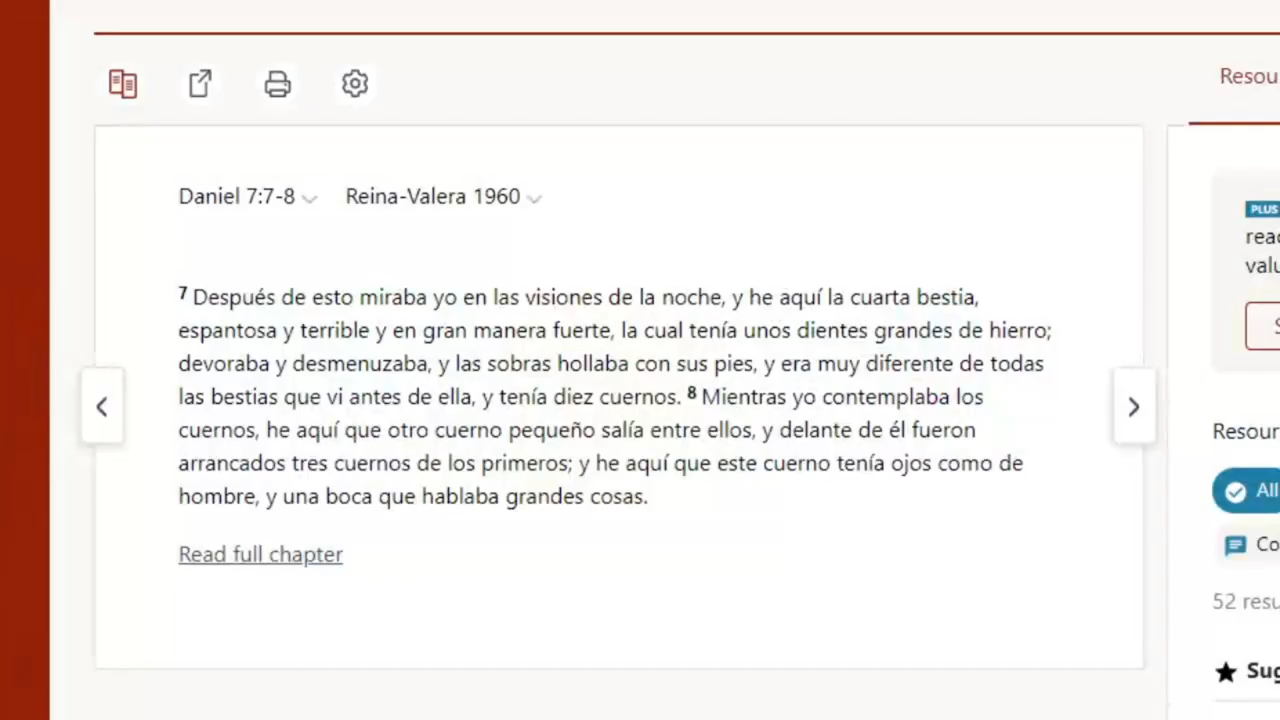 Resou
Daniel 7:7-8 Reina-Valera 1960
PLUS
7 Después de esto miraba yo en las visiones de la noche, y he aquí la cuarta bestia,
espantosa y terrible y en gran manera fuerte, la cual tenía unos dientes grandes de hierro;
devoraba y desmenuzaba, y las sobras hollaba con sus pies, y era muy diferente de todas
las bestias que vi antes de ella, y tenía diez cuernos. 8 Mientras yo contemplaba los
cuernos, he aquí que otro cuerno pequeño salía entre ellos, y delante de él fueron
arrancados tres cuernos de los primeros; y he aquí que este cuerno tenía ojos como de
hombre, y una boca que hablaba grandes cosas.
Read full chapter
read
valu
Resour
All
Co
52 resu
Sug